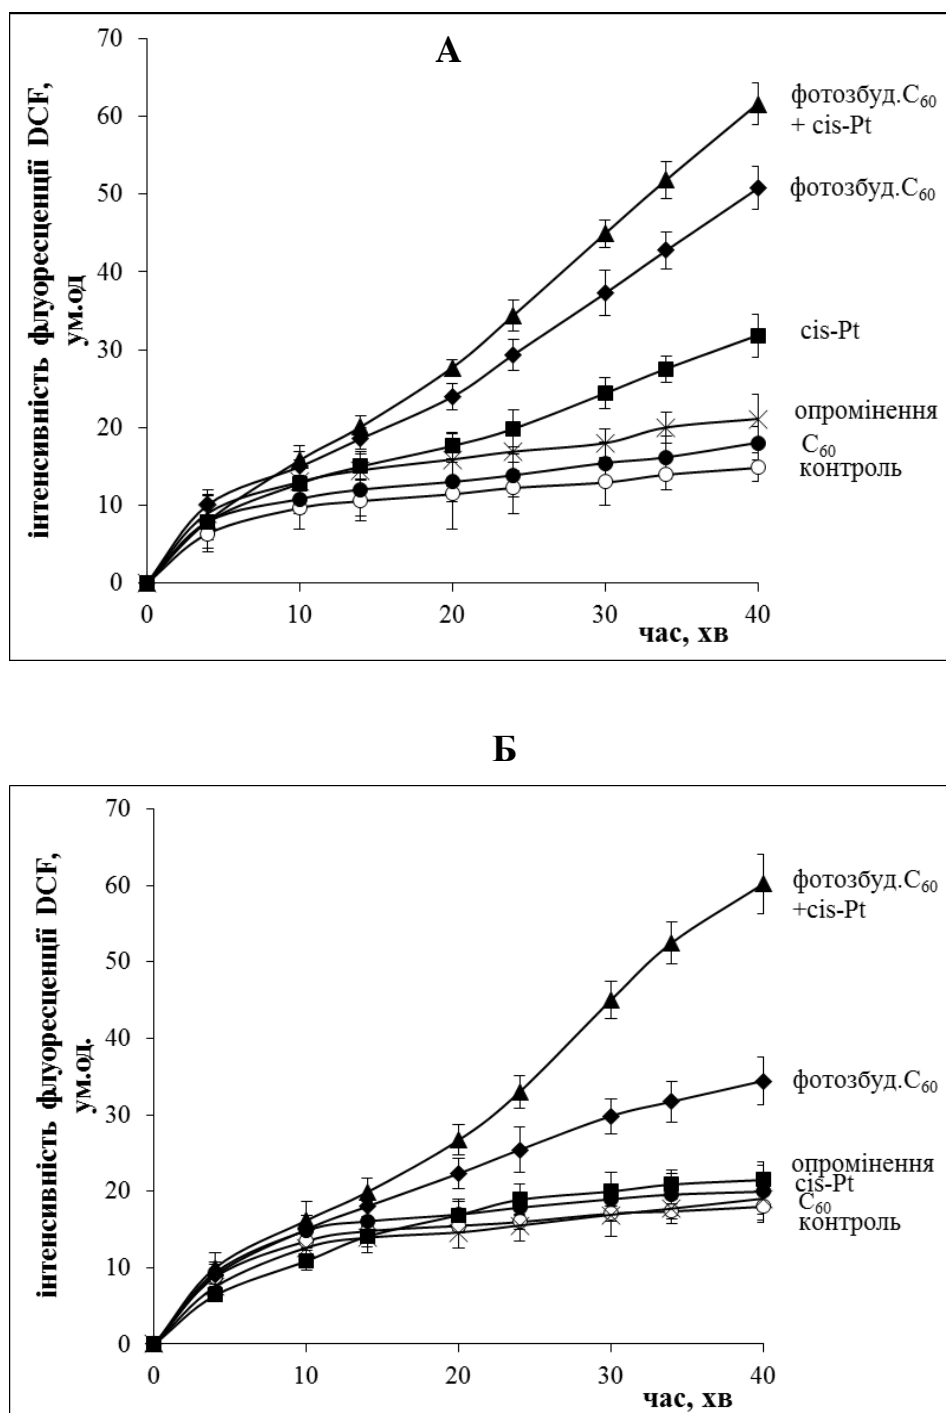 А
70
60
50
40
30
20
10
0
0 10 20 30 40
час, хв
інтенсивність флуоресценції DCF,
ум.од
фотозбуд.C₆₀
+ cis-Pt
фотозбуд.C₆₀
cis-Pt
опромінення
C₆₀
контроль
Б
70
60
50
40
30
20
10
0
0 10 20 30 40
час, хв
інтенсивність флуоресценції DCF,
ум.од.
фотозбуд.C₆₀
+cis-Pt
фотозбуд.C₆₀
опромінення
cis-Pt
C₆₀
контроль